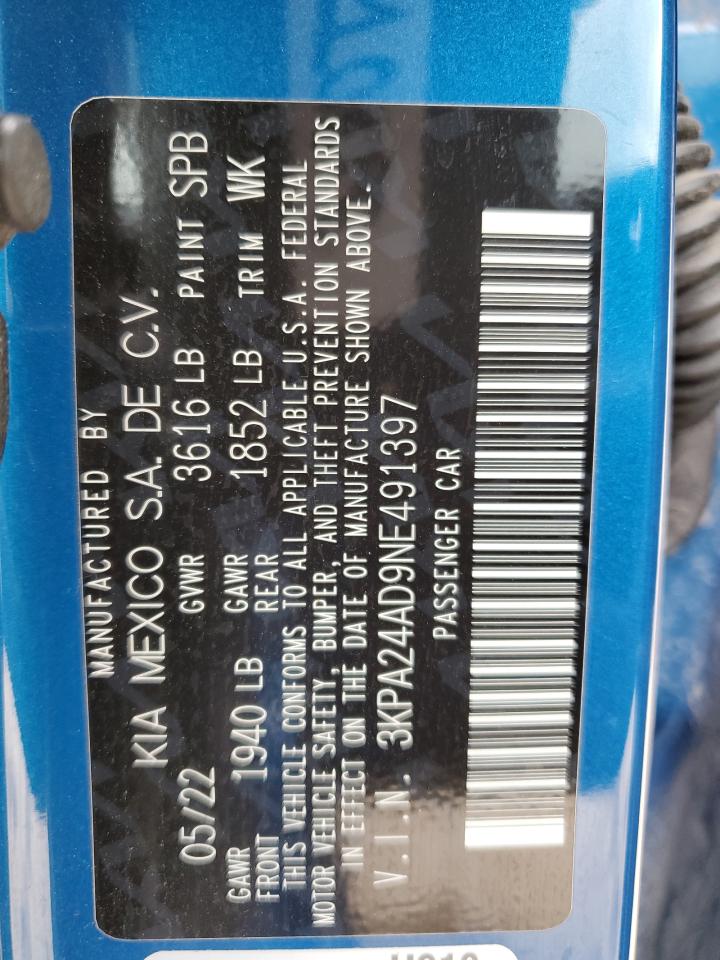 MANUFACTURED BY
KIA MEXICO S.A. DE C.V.
05/22 GVWR 3616 LB PAINT SPB
GAWR FRONT 1940 LB GAWR REAR 1852 LB TRIM WK
THIS VEHICLE CONFORMS TO ALL APPLICABLE U.S.A. FEDERAL
MOTOR VEHICLE SAFETY, BUMPER, AND THEFT PREVENTION STANDARDS
IN EFFECT ON THE DATE OF MANUFACTURE SHOWN ABOVE.
V.I.N. 3KPA24AD9NE491397
PASSENGER CAR